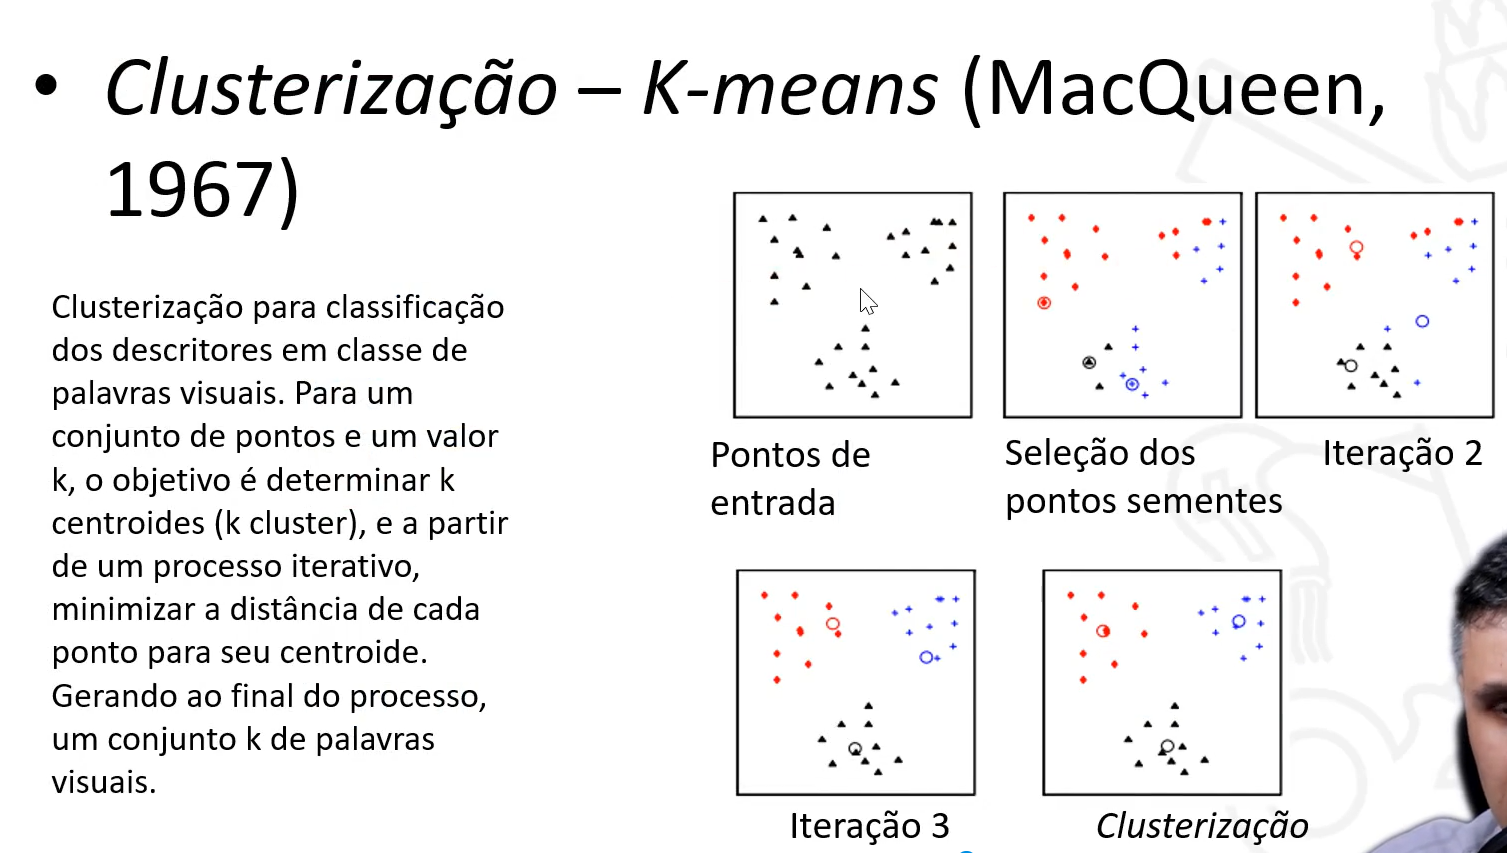 • Clusterização – K-means (MacQueen,
1967)
Clusterização para classificação
dos descritores em classe de
palavras visuais. Para um
conjunto de pontos e um valor
k, o objetivo é determinar k
centroides (k cluster), e a partir
de um processo iterativo,
minimizar a distância de cada
ponto para seu centroide.
Gerando ao final do processo,
um conjunto k de palavras
visuais.
Pontos de
entrada
Seleção dos
pontos sementes
Iteração 2
Iteração 3
Clusterização